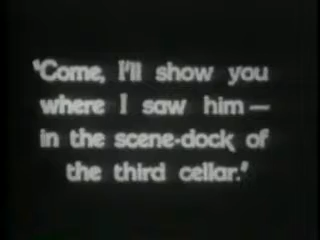 "Come, I'll show you
where I saw him—
in the scene-dock of
the third cellar."